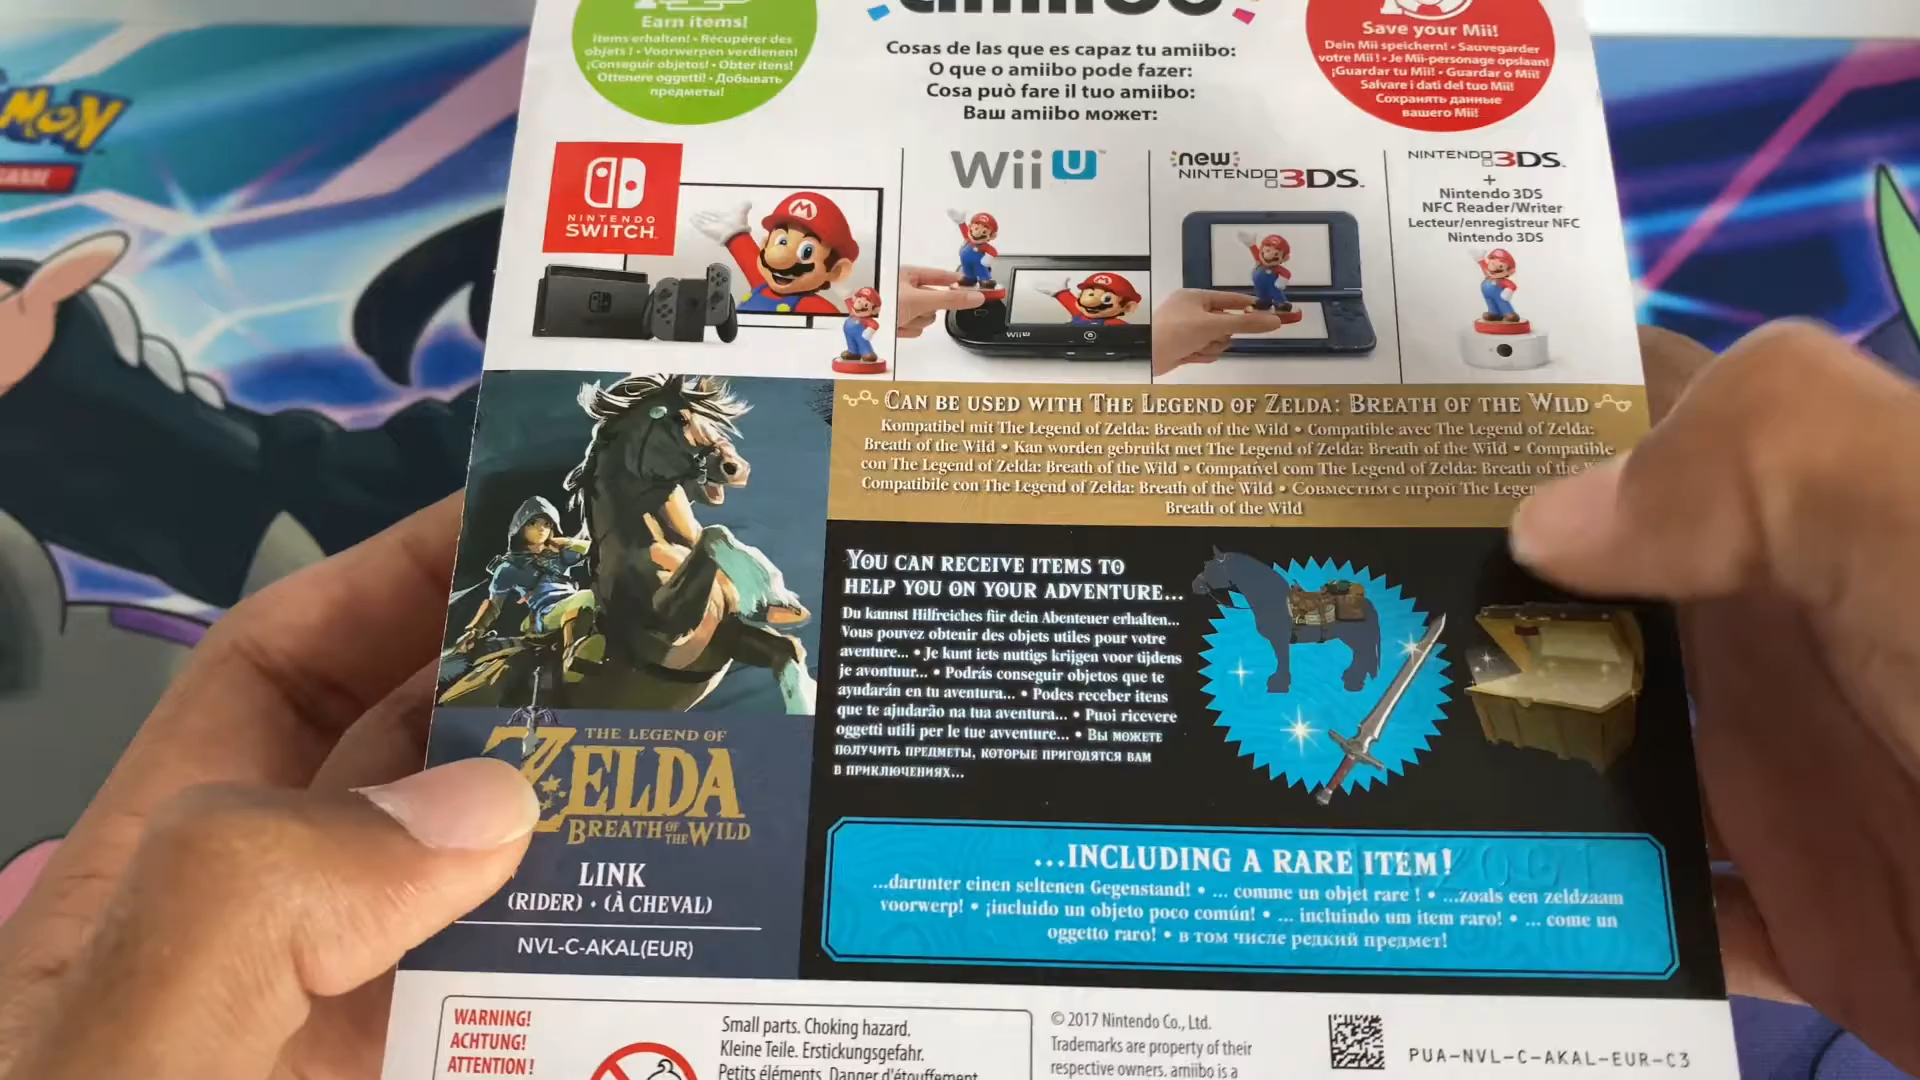 Earn items!
Items erhalten! • Récupérer des
objets ! • Voorwerpen verdienen!
¡Conseguir objetos! • Obter itens!
Ottenere oggetti! • Добывать
предметы!
amiibo
Cosas de las que es capaz tu amiibo:
O que o amiibo pode fazer:
Cosa può fare il tuo amiibo:
Ваш amiibo может:
Save your Mii!
Dein Mii speichern! • Sauvegarder
votre Mii ! • Je Mii-personage opslaan!
¡Guardar tu Mii! • Guardar o Mii!
Salvare i dati del tuo Mii!
Сохранять данные
вашего Mii!
NINTENDO
SWITCH
Wii U
new
NINTENDO 3DS
NINTENDO 3DS
+
Nintendo 3DS
NFC Reader/Writer
Lecteur/enregistreur NFC
Nintendo 3DS
Wii U
CAN BE USED WITH THE LEGEND OF ZELDA: BREATH OF THE WILD
Kompatibel mit The Legend of Zelda: Breath of the Wild • Compatible avec The Legend of Zelda:
Breath of the Wild • Kan worden gebruikt met The Legend of Zelda: Breath of the Wild • Compatible
con The Legend of Zelda: Breath of the Wild • Compatível com The Legend of Zelda: Breath of the
Compatibile con The Legend of Zelda: Breath of the Wild • Совместим с игрой The
Breath of the Wild
YOU CAN RECEIVE ITEMS TO
HELP YOU ON YOUR ADVENTURE...
Du kannst Hilfreiches für dein Abenteuer erhalten...
Vous pouvez obtenir des objets utiles pour votre
aventure... • Je kunt iets nuttigs krijgen voor tijdens
je avontuur... • Podrás conseguir objetos que te
ayudarán en tu aventura... • Podes receber itens
que te ajudarão na tua aventura... • Puoi ricevere
oggetti utili per le tue avventure... • Вы можете
получить предметы, которые пригодятся вам
в приключениях...
...INCLUDING A RARE ITEM!
...darunter einen seltenen Gegenstand! • ... comme un objet rare ! • ...zoals een zeldzaam
voorwerp! • ¡incluido un objeto poco común! • ... incluindo um item raro! • ... come un
oggetto raro! • в том числе редкий предмет!
THE LEGEND OF
ZELDA
BREATH OF THE WILD
LINK
(RIDER) • (À CHEVAL)
NVL-C-AKAL(EUR)
WARNING!
ACHTUNG!
ATTENTION !
Small parts. Choking hazard.
Kleine Teile. Erstickungsgefahr.
Petits éléments. Danger d'étouffement
© 2017 Nintendo Co., Ltd.
Trademarks are property of their
respective owners. amiibo is a
PUA-NVL-C-AKAL-EUR-C3